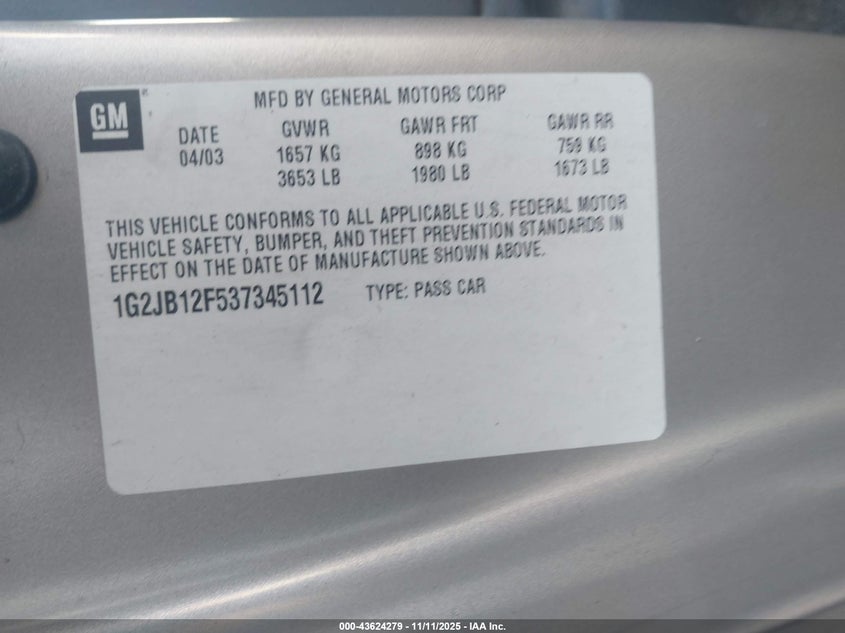 GM
MFD BY GENERAL MOTORS CORP
DATE GVWR GAWR FRT GAWR RR
04/03 1657 KG 898 KG 759 KG
3653 LB 1980 LB 1673 LB
THIS VEHICLE CONFORMS TO ALL APPLICABLE U.S. FEDERAL MOTOR
VEHICLE SAFETY, BUMPER, AND THEFT PREVENTION STANDARDS IN
EFFECT ON THE DATE OF MANUFACTURE SHOWN ABOVE.
1G2JB12F537345112 TYPE: PASS CAR
000-43624279 - 11/11/2025 - IAA Inc.